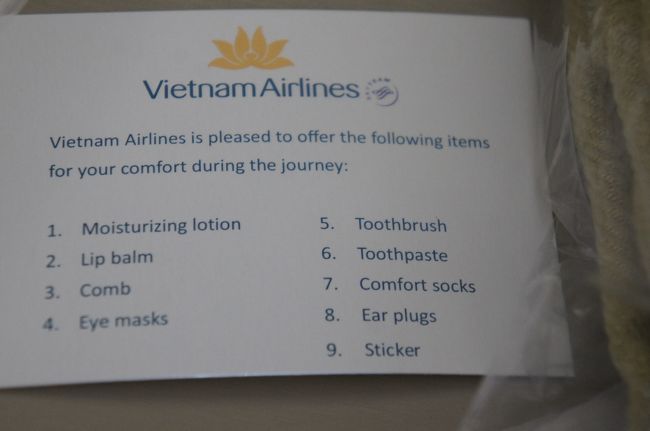 Vietnam Airlines
Vietnam Airlines is pleased to offer the following items
for your comfort during the journey:
1. Moisturizing lotion
2. Lip balm
3. Comb
4. Eye masks
5. Toothbrush
6. Toothpaste
7. Comfort socks
8. Ear plugs
9. Sticker